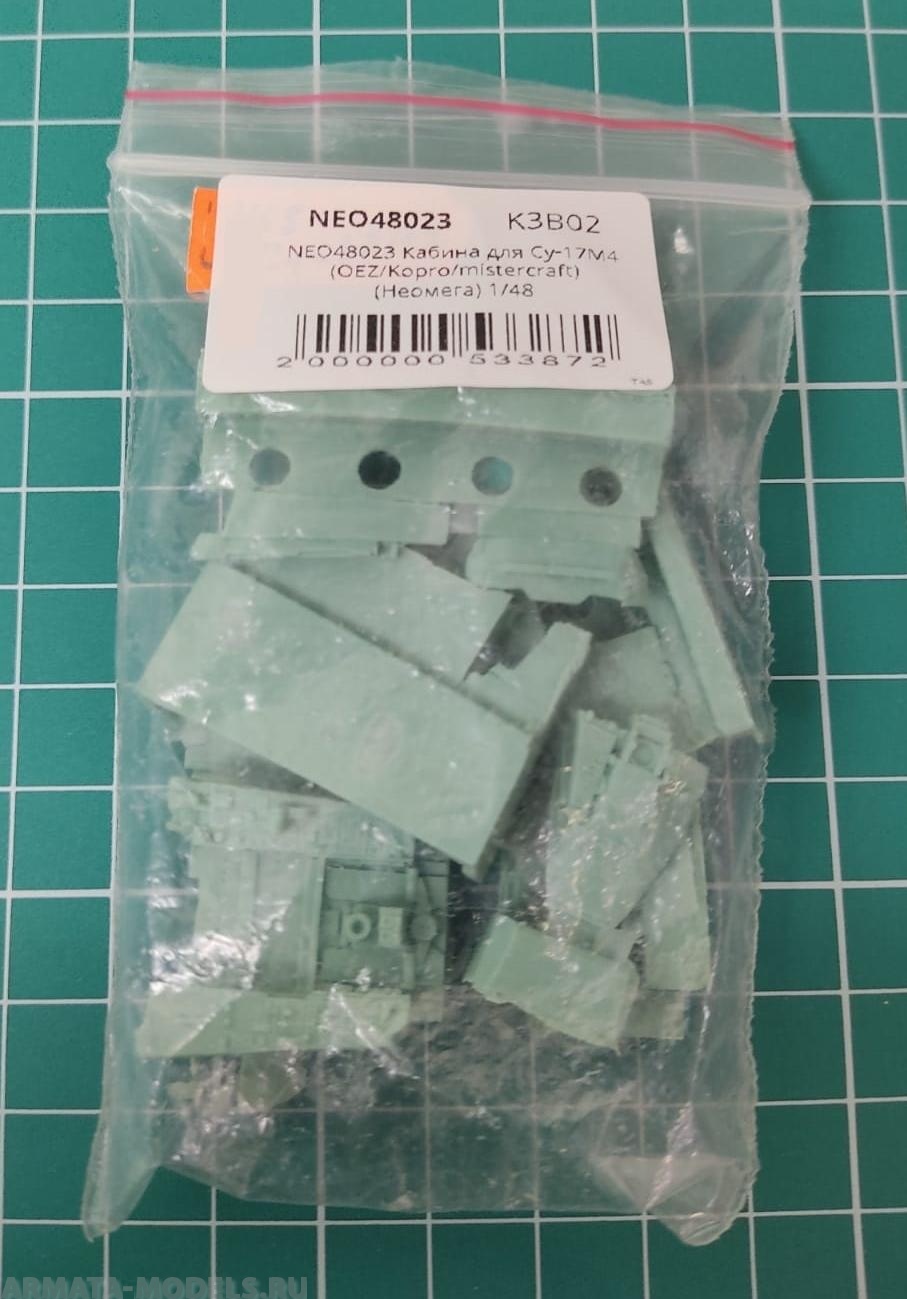 NEO48023 K3B02
NEO48023 Кабина для Су-17М4
(OEZ/Kopro/mistercraft)
(Неомега) 1/48
2 000000 533872
ARMATA-MODELS.RU